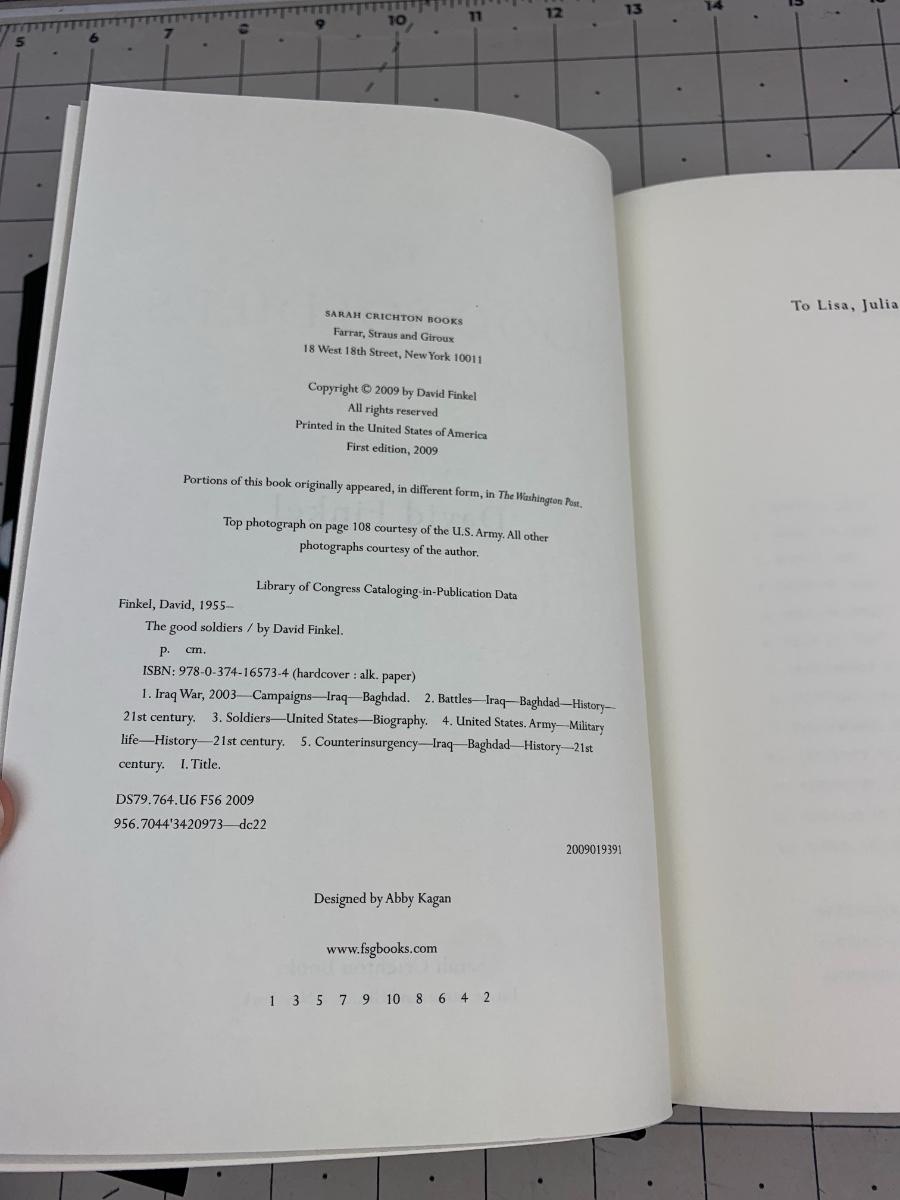 5 6 7 8 9 10 11 12 13 14 15 16
SARAH CRICHTON BOOKS
Farrar, Straus and Giroux
18 West 18th Street, New York 10011
Copyright © 2009 by David Finkel
All rights reserved
Printed in the United States of America
First edition, 2009
Portions of this book originally appeared, in different form, in The Washington Post.
Top photograph on page 108 courtesy of the U.S. Army. All other
photographs courtesy of the author.
Library of Congress Cataloging-in-Publication Data
Finkel, David, 1955–
The good soldiers / by David Finkel.
p. cm.
ISBN: 978-0-374-16573-4 (hardcover : alk. paper)
1. Iraq War, 2003—Campaigns—Iraq—Baghdad. 2. Battles—Iraq—Baghdad—History—
21st century. 3. Soldiers—United States—Biography. 4. United States. Army—Military
life—History—21st century. 5. Counterinsurgency—Iraq—Baghdad—History—21st
century. I. Title.
DS79.764.U6 F56 2009
956.7044'3420973—dc22
2009019391
Designed by Abby Kagan
www.fsgbooks.com
1 3 5 7 9 10 8 6 4 2
To Lisa, Julia